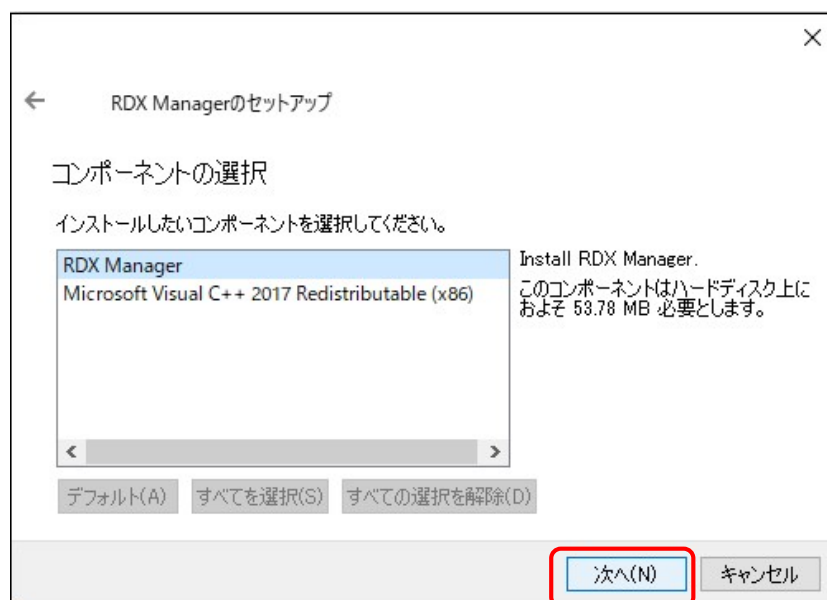 RDX Managerのセットアップ
コンポーネントの選択
インストールしたいコンポーネントを選択してください。
RDX Manager
Microsoft Visual C++ 2017 Redistributable (x86)
Install RDX Manager.
このコンポーネントはハードディスク上に
およそ 53.78 MB 必要とします。
デフォルト(A) すべてを選択(S) すべての選択を解除(D)
次へ(N) キャンセル